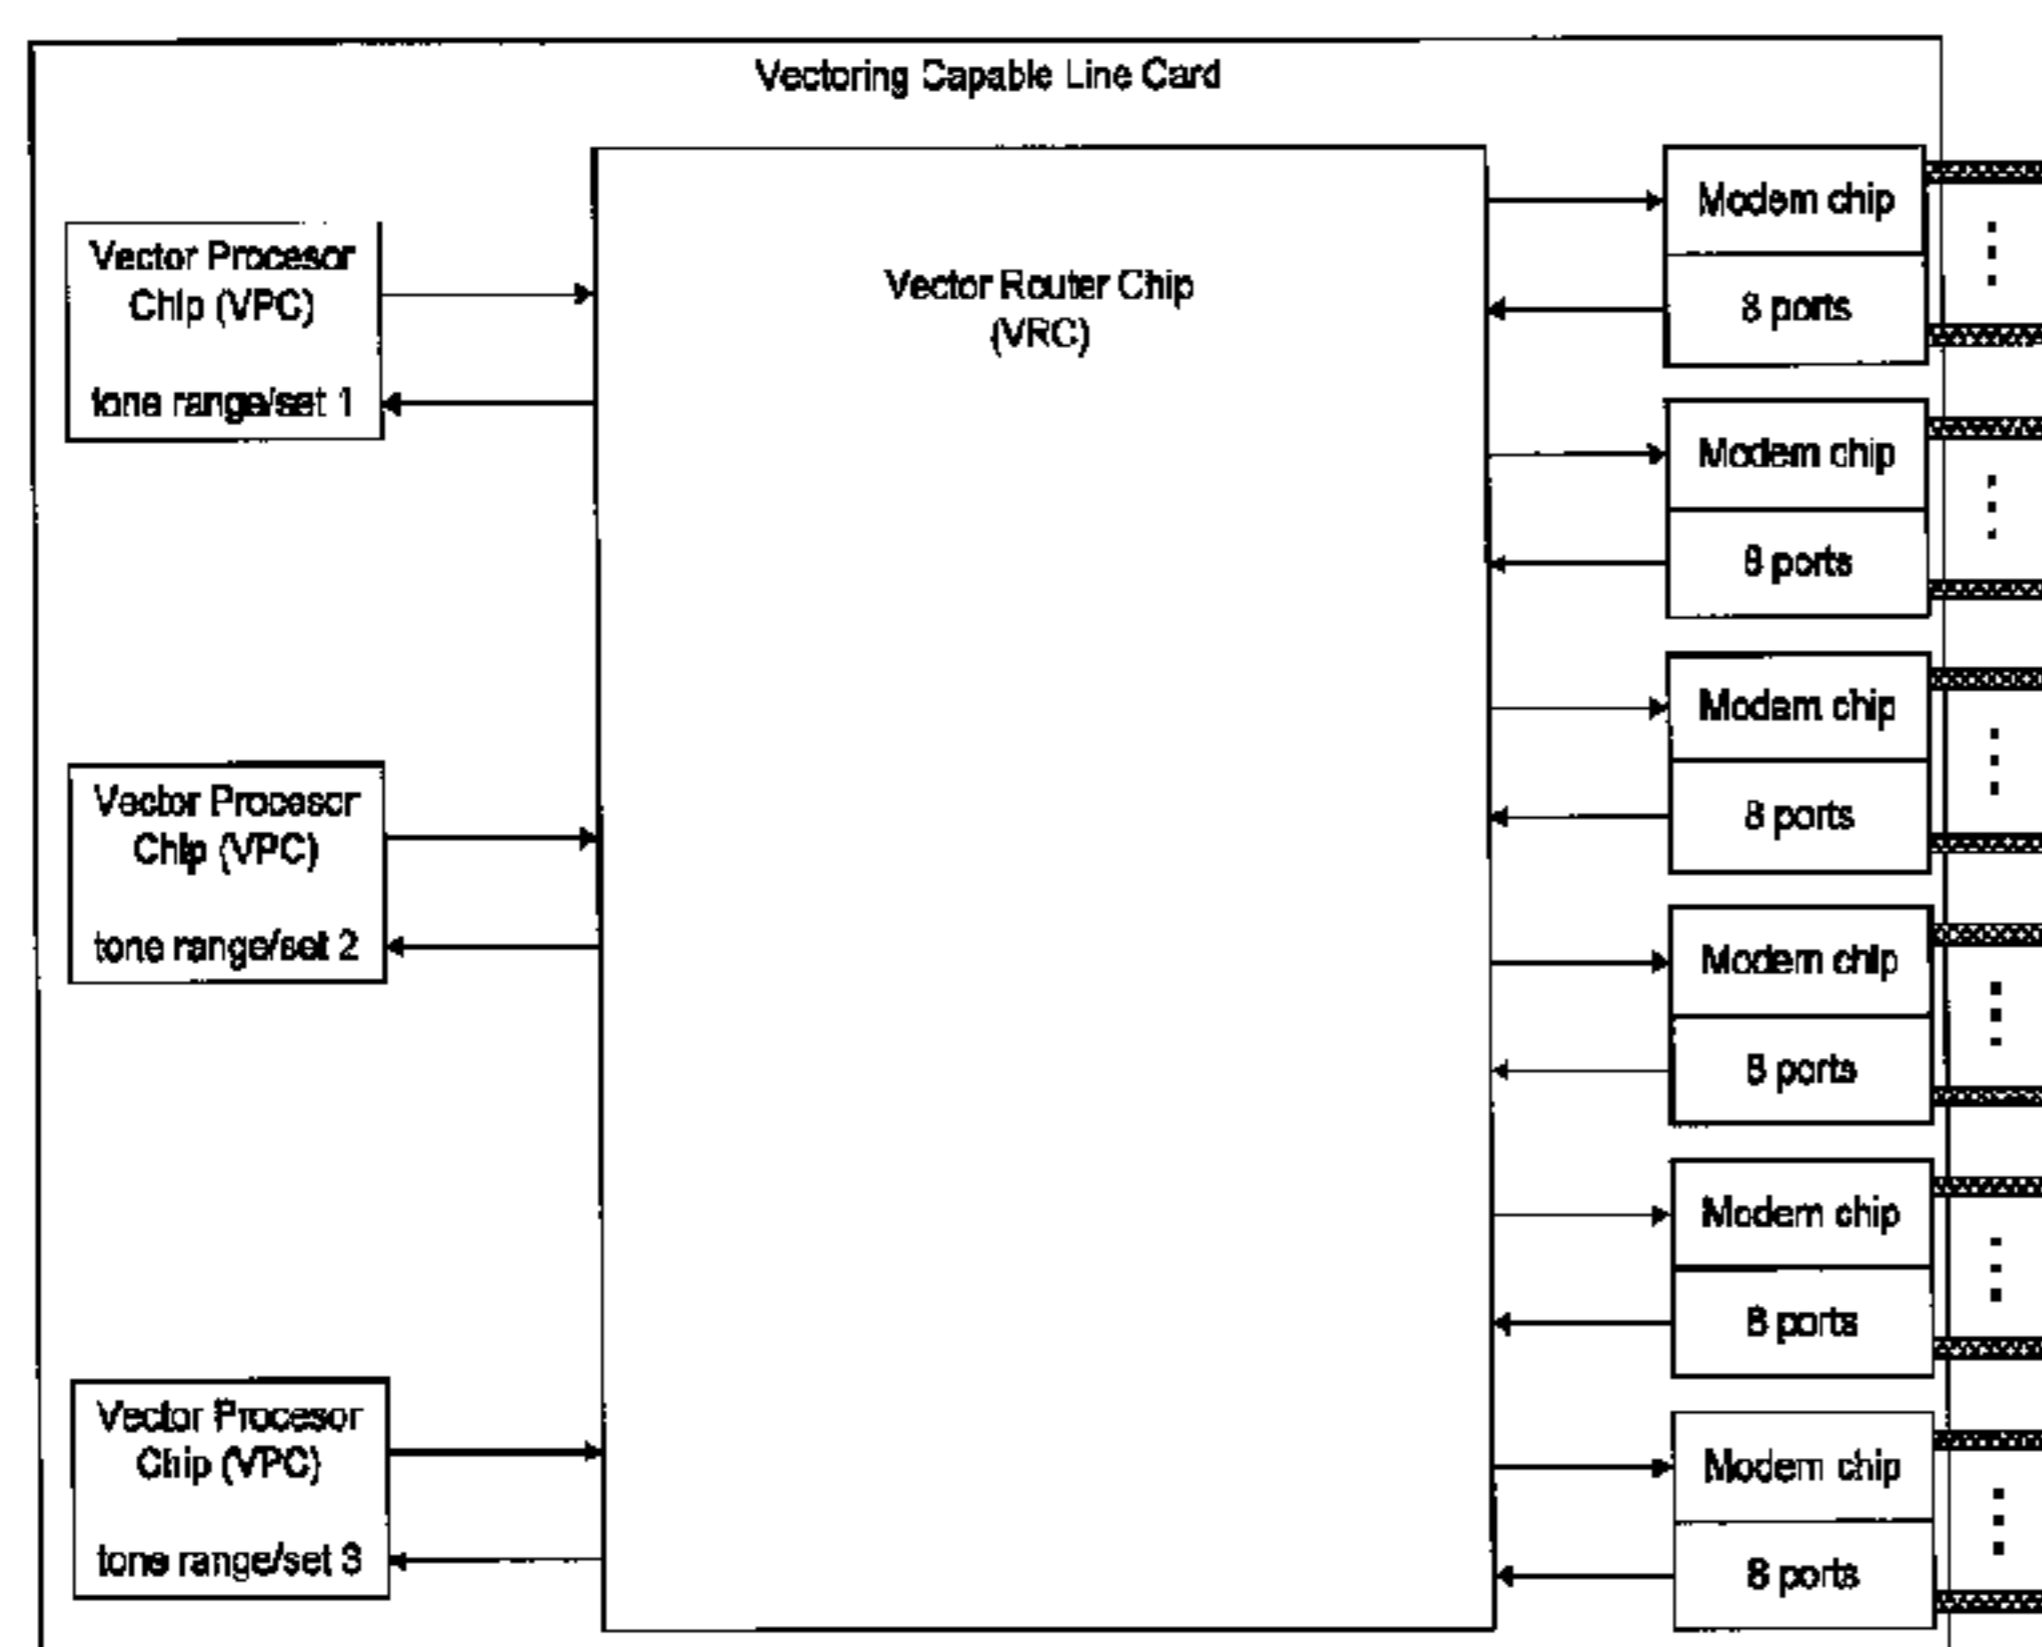 Vectoring Capable Line Card
Vector Procesor
Chip (VPC)
tone range/set 1
Vector Router Chip
(VRC)
Modem chip
8 ports
Modem chip
8 ports
Modem chip
8 ports
Vector Procesor
Chip (VPC)
tone range/set 2
Modem chip
8 ports
Modem chip
8 ports
Vector Procesor
Chip (VPC)
tone range/set 3
Modem chip
8 ports